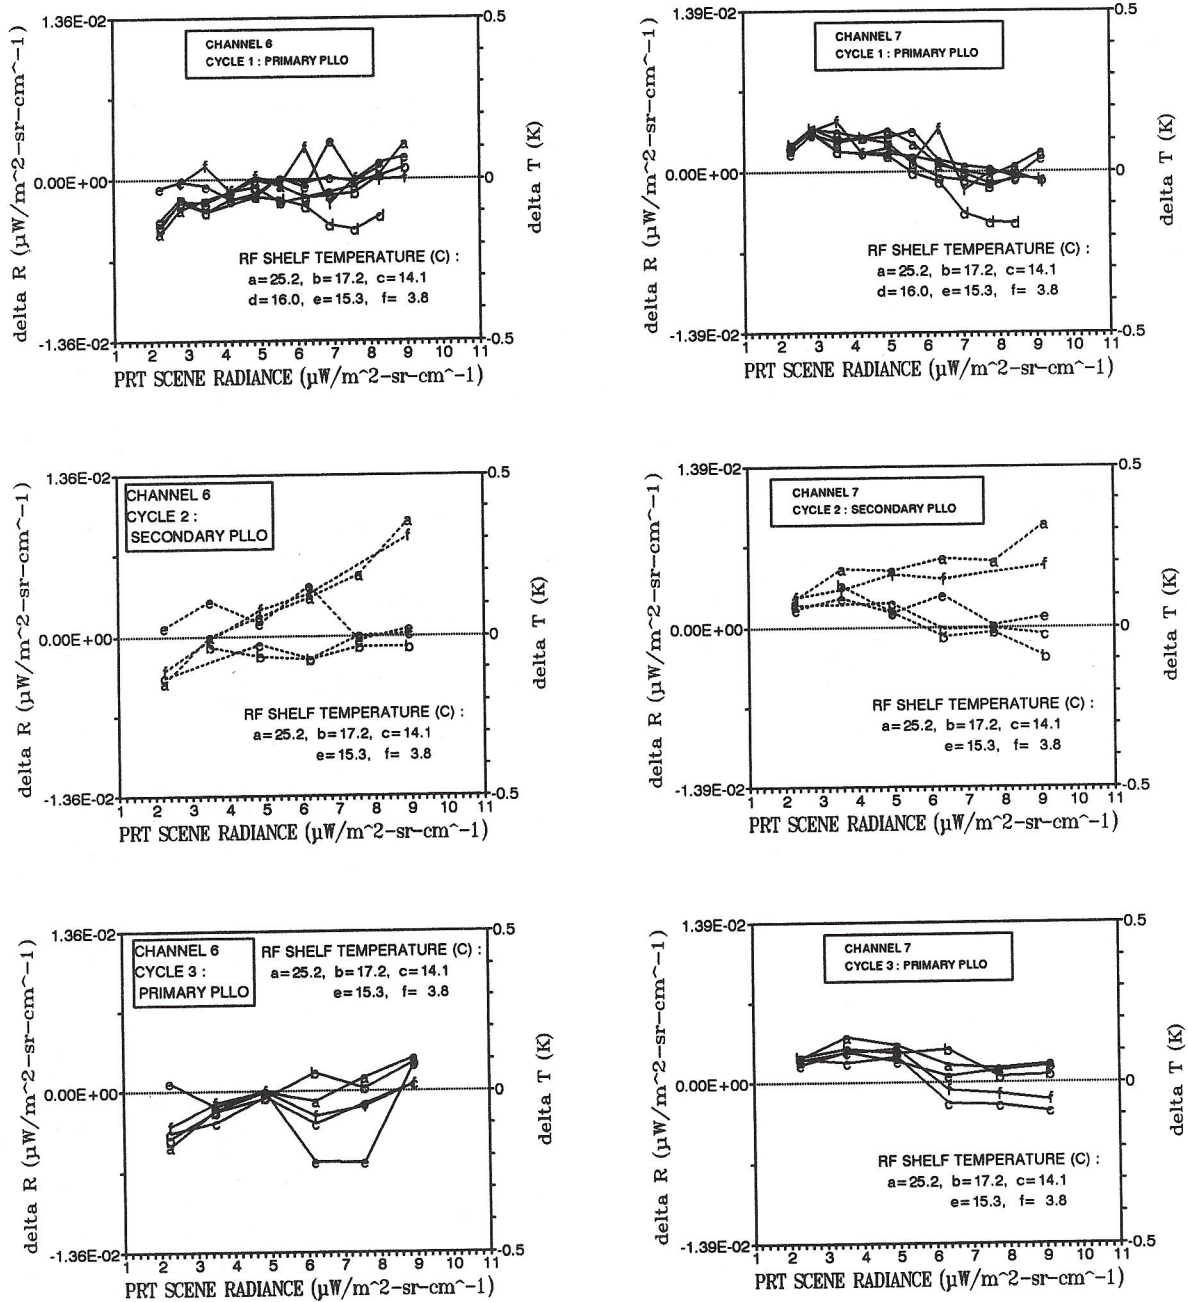 1.36E-02
0.5
CHANNEL 6
CYCLE 1 : PRIMARY PLLO
0.00E+00
0
delta R (µW/m^2-sr-cm^-1)
delta T (K)
RF SHELF TEMPERATURE (C) :
a=25.2, b=17.2, c=14.1
d=16.0, e=15.3, f= 3.8
-1.36E-02
-0.5
1 2 3 4 5 6 7 8 9 10 11
PRT SCENE RADIANCE (µW/m^2-sr-cm^-1)
1.39E-02
0.5
CHANNEL 7
CYCLE 1 : PRIMARY PLLO
0.00E+00
0
delta R (µW/m^2-sr-cm^-1)
delta T (K)
RF SHELF TEMPERATURE (C) :
a=25.2, b=17.2, c=14.1
d=16.0, e=15.3, f= 3.8
-1.39E-02
-0.5
1 2 3 4 5 6 7 8 9 10 11
PRT SCENE RADIANCE (µW/m^2-sr-cm^-1)
1.36E-02
0.5
CHANNEL 6
CYCLE 2 :
SECONDARY PLLO
0.00E+00
0
delta R (µW/m^2-sr-cm^-1)
delta T (K)
RF SHELF TEMPERATURE (C) :
a=25.2, b=17.2, c=14.1
e=15.3, f= 3.8
-1.36E-02
-0.5
1 2 3 4 5 6 7 8 9 10 11
PRT SCENE RADIANCE (µW/m^2-sr-cm^-1)
1.39E-02
0.5
CHANNEL 7
CYCLE 2 : SECONDARY PLLO
0.00E+00
0
delta R (µW/m^2-sr-cm^-1)
delta T (K)
RF SHELF TEMPERATURE (C) :
a=25.2, b=17.2, c=14.1
e=15.3, f= 3.8
-1.39E-02
-0.5
1 2 3 4 5 6 7 8 9 10 11
PRT SCENE RADIANCE (µW/m^2-sr-cm^-1)
1.36E-02
0.5
CHANNEL 6
CYCLE 3 :
PRIMARY PLLO
RF SHELF TEMPERATURE (C) :
a=25.2, b=17.2, c=14.1
e=15.3, f= 3.8
0.00E+00
0
delta R (µW/m^2-sr-cm^-1)
delta T (K)
-1.36E-02
-0.5
1 2 3 4 5 6 7 8 9 10 11
PRT SCENE RADIANCE (µW/m^2-sr-cm^-1)
1.39E-02
0.5
CHANNEL 7
CYCLE 3 : PRIMARY PLLO
0.00E+00
0
delta R (µW/m^2-sr-cm^-1)
delta T (K)
RF SHELF TEMPERATURE (C) :
a=25.2, b=17.2, c=14.1
e=15.3, f= 3.8
-1.39E-02
-0.5
1 2 3 4 5 6 7 8 9 10 11
PRT SCENE RADIANCE (µW/m^2-sr-cm^-1)